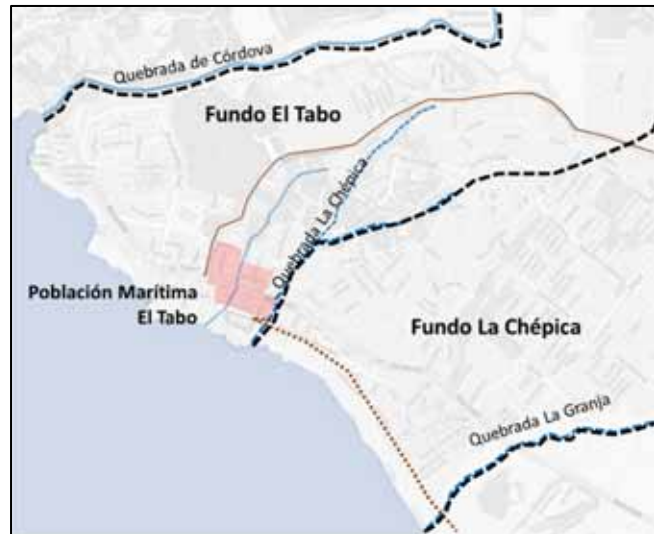 Quebrada de Córdova
Fundo El Tabo
Quebrada La Chépica
Población Marítima
El Tabo
Fundo La Chépica
Quebrada La Granja